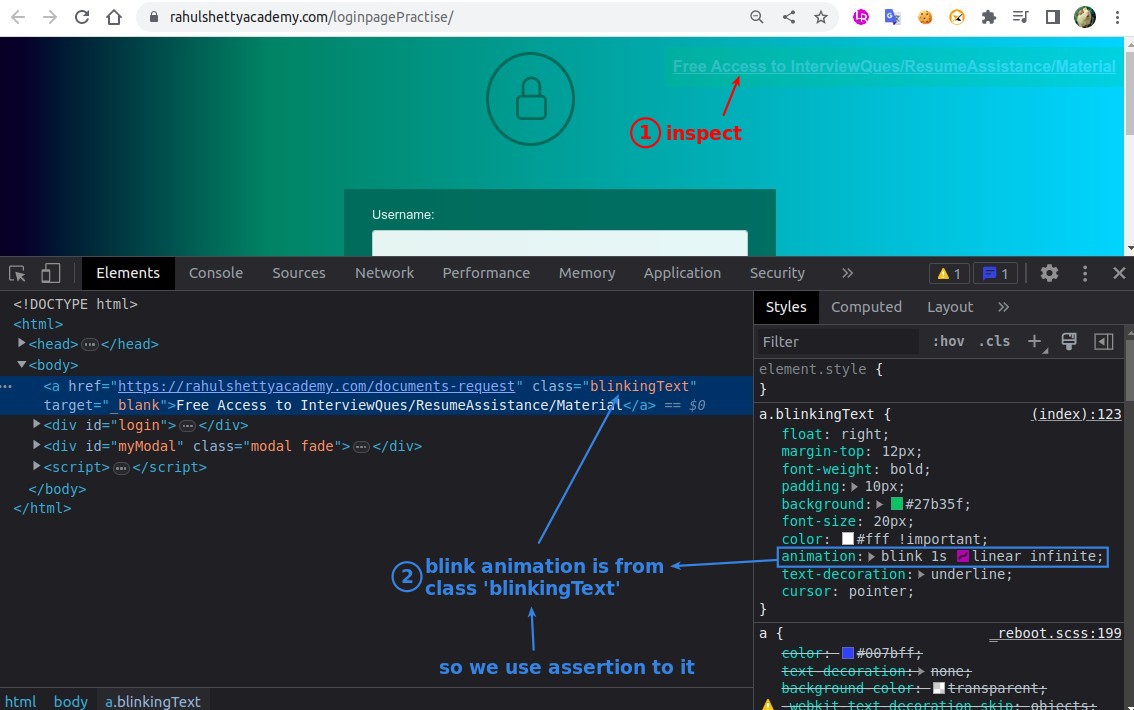 rahulshettyacademy.com/loginpagePractise/
Free Access to InterviewQues/ResumeAssistance/Material
1 inspect
Username:
Elements Console Sources Network Performance Memory Application Security » 1 1
<!DOCTYPE html>
<html>
<head> ⋯ </head>
<body>
⋯ <a href="https://rahulshettyacademy.com/documents-request" class="blinkingText"
target="_blank">Free Access to InterviewQues/ResumeAssistance/Material</a> == $0
<div id="login"> ⋯ </div>
<div id="myModal" class="modal fade"> ⋯ </div>
<script> ⋯ </script>
</body>
</html>
2 blink animation is from
class 'blinkingText'
so we use assertion to it
html body a.blinkingText
Styles Computed Layout »
Filter :hov .cls +
element.style {
}
a.blinkingText { (index):123
float: right;
margin-top: 12px;
font-weight: bold;
padding: 10px;
background: #27b35f;
font-size: 20px;
color: #fff !important;
animation: blink 1s linear infinite;
text-decoration: underline;
cursor: pointer;
}
a { _reboot.scss:199
color: #007bff;
text-decoration: none;
background-color: transparent;
-webkit-text-decoration-skip: objects;